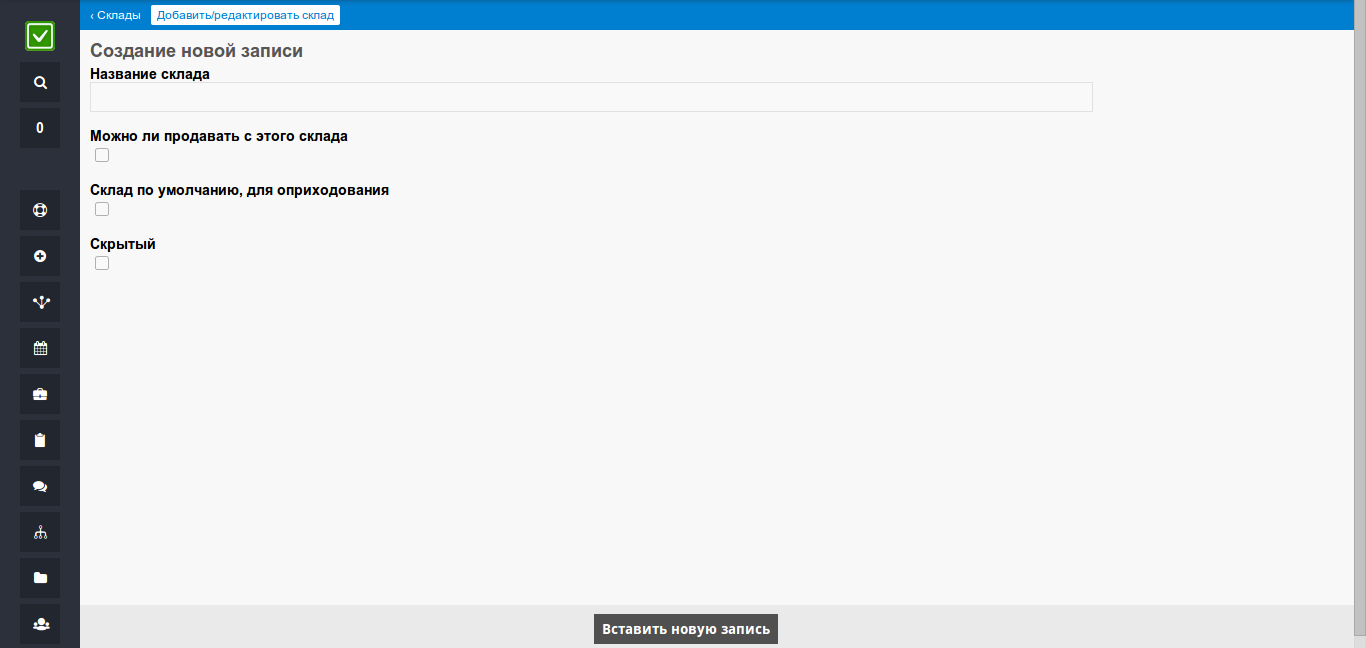 ‹ Склады Добавить/редактировать склад
Создание новой записи
Название склада
0
Можно ли продавать с этого склада
Склад по умолчанию, для оприходования
Скрытый
Вставить новую запись